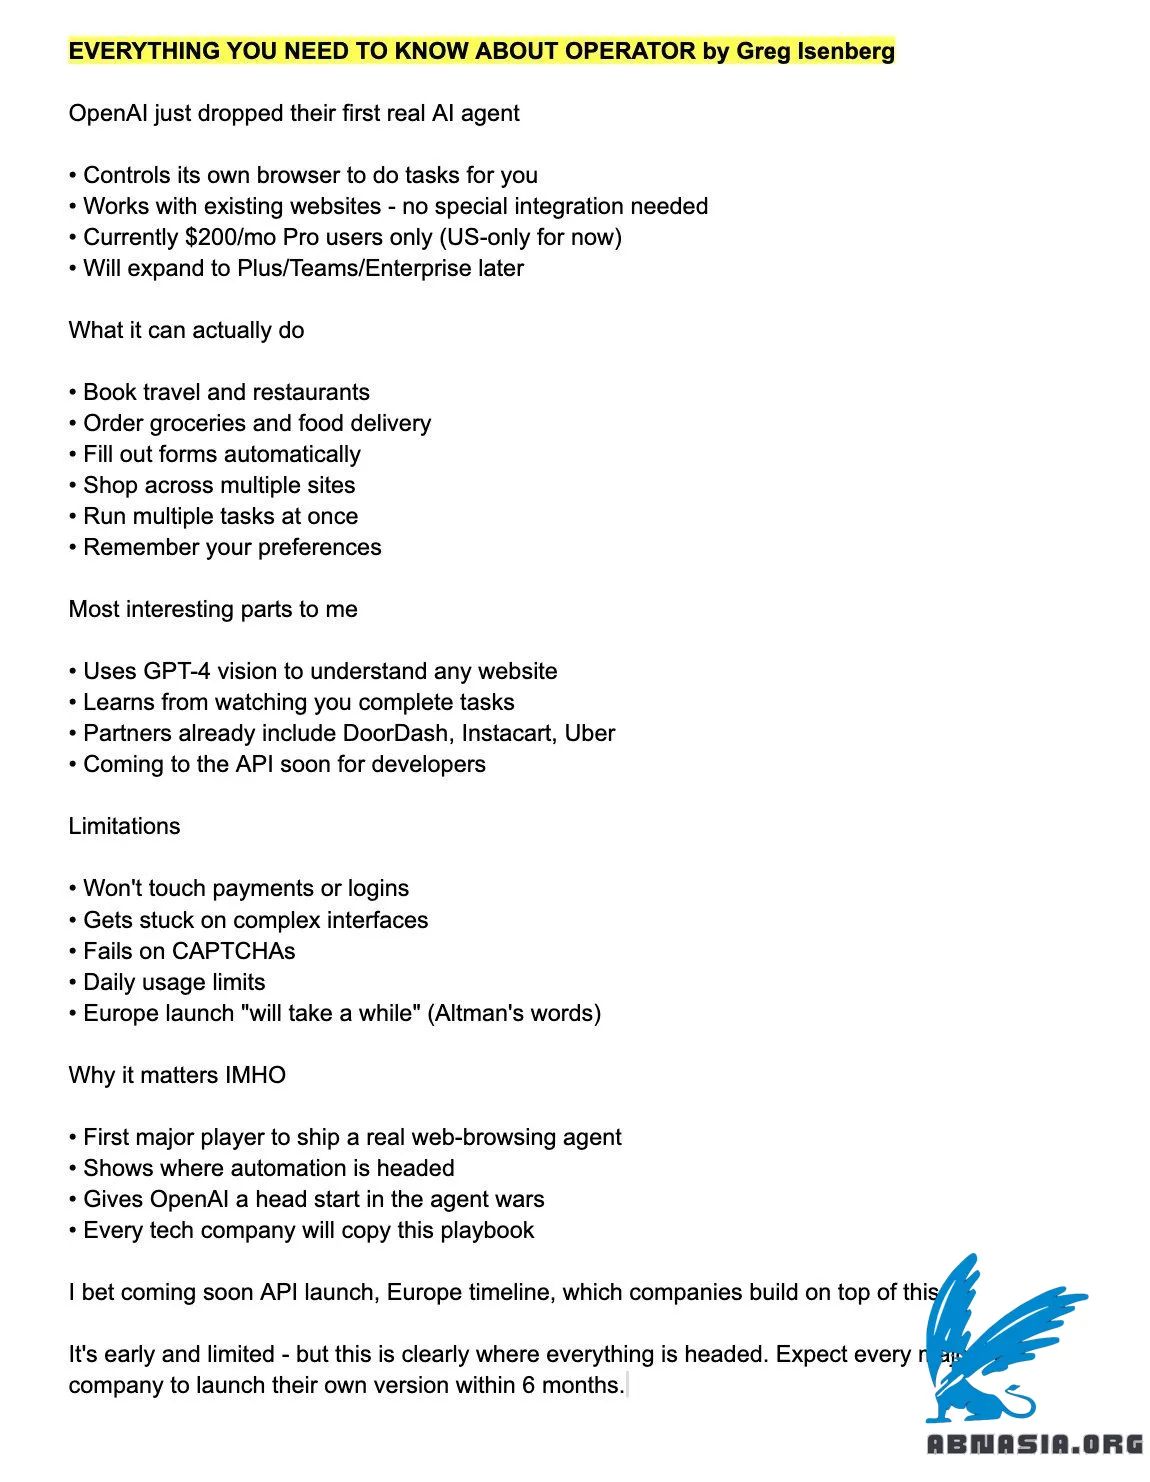 EVERYTHING YOU NEED TO KNOW ABOUT OPERATOR by Greg Isenberg
OpenAI just dropped their first real AI agent
• Controls its own browser to do tasks for you
• Works with existing websites - no special integration needed
• Currently $200/mo Pro users only (US-only for now)
• Will expand to Plus/Teams/Enterprise later
What it can actually do
• Book travel and restaurants
• Order groceries and food delivery
• Fill out forms automatically
• Shop across multiple sites
• Run multiple tasks at once
• Remember your preferences
Most interesting parts to me
• Uses GPT-4 vision to understand any website
• Learns from watching you complete tasks
• Partners already include DoorDash, Instacart, Uber
• Coming to the API soon for developers
Limitations
• Won't touch payments or logins
• Gets stuck on complex interfaces
• Fails on CAPTCHAs
• Daily usage limits
• Europe launch "will take a while" (Altman's words)
Why it matters IMHO
• First major player to ship a real web-browsing agent
• Shows where automation is headed
• Gives OpenAI a head start in the agent wars
• Every tech company will copy this playbook
I bet coming soon API launch, Europe timeline, which companies build on top of this
It's early and limited - but this is clearly where everything is headed. Expect every
company to launch their own version within 6 months.
ABNASIA.ORG